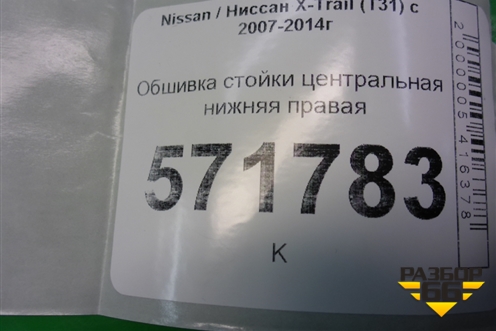 Nissan / Ниссан X-Trail (T31) с
2007-2014г
Обшивка стойки центральная
нижняя правая
571783
К
2000005416378
РАЗБОР
66